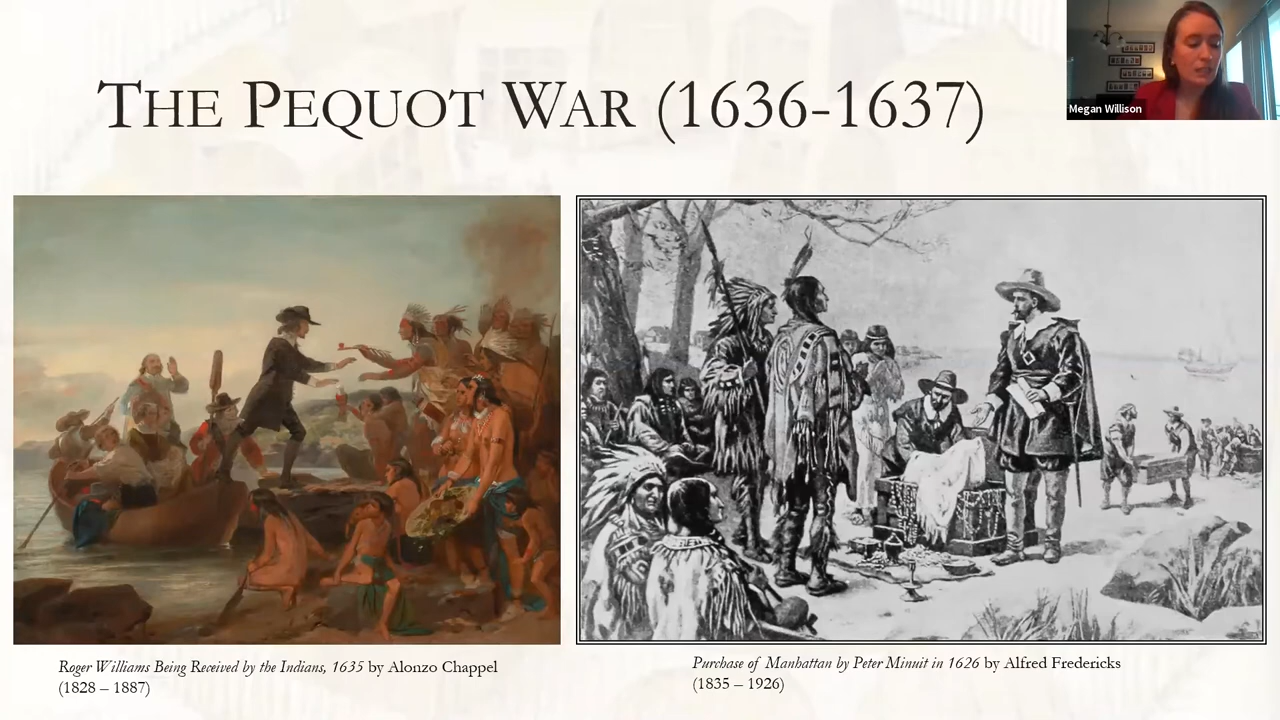 THE PEQUOT WAR (1636-1637)
Megan Willison
Roger Williams Being Received by the Indians, 1635 by Alonzo Chappel
(1828 – 1887)
Purchase of Manhattan by Peter Minuit in 1626 by Alfred Fredericks
(1835 – 1926)